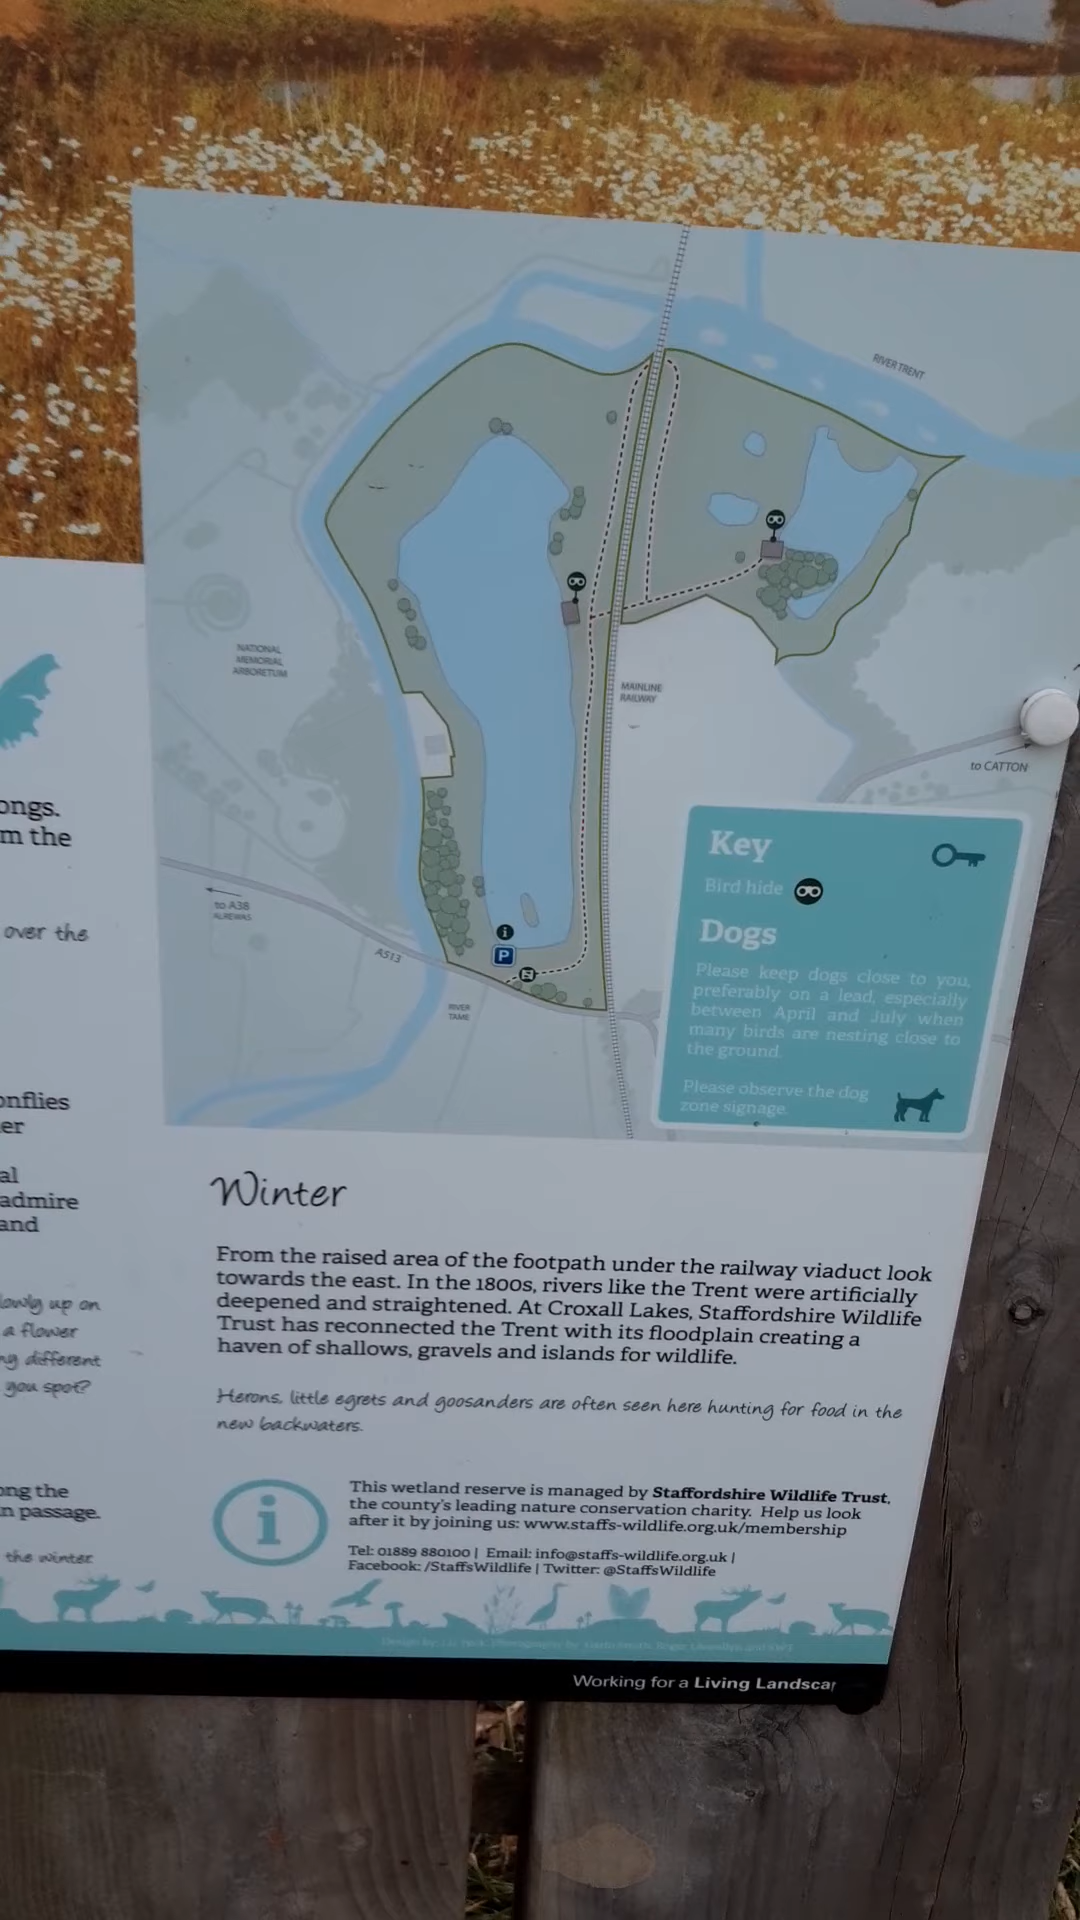 RIVER TRENT
NATIONAL
MEMORIAL
ARBORETUM
MAINLINE
RAILWAY
to CATTON
to A38
ALREWAS
A513
i
P
RIVER
TAME
Key
Bird hide
Dogs
Please keep dogs close to you,
preferably on a lead, especially
between April and July when
many birds are nesting close to
the ground.
Please observe the dog
zone signage.
ongs.
m the
over the
onflies
er
al
admire
and
lowly up on
a flower
ng different
you spot?
ong the
n passage.
the winter.
Winter
From the raised area of the footpath under the railway viaduct look
towards the east. In the 1800s, rivers like the Trent were artificially
deepened and straightened. At Croxall Lakes, Staffordshire Wildlife
Trust has reconnected the Trent with its floodplain creating a
haven of shallows, gravels and islands for wildlife.
Herons, little egrets and goosanders are often seen here hunting for food in the
new backwaters.
i
This wetland reserve is managed by Staffordshire Wildlife Trust,
the county's leading nature conservation charity. Help us look
after it by joining us: www.staffs-wildlife.org.uk/membership
Tel: 01889 880100 | Email: info@staffs-wildlife.org.uk |
Facebook: /StaffsWildlife | Twitter: @StaffsWildlife
Working for a Living Landsca